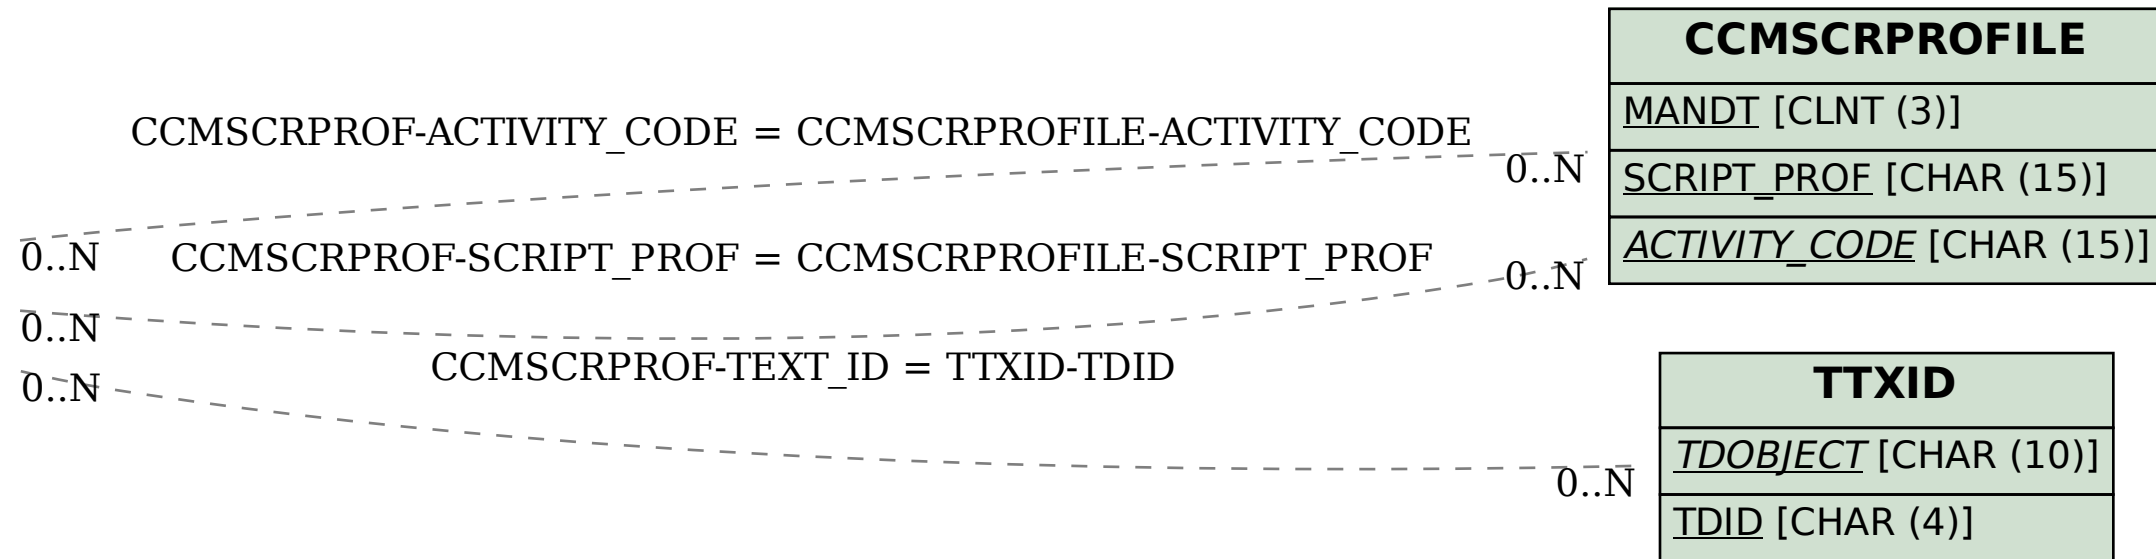 CCMSCRPROFILE
MANDT [CLNT (3)]
CCMSCRPROF-ACTIVITY_CODE = CCMSCRPROFILE-ACTIVITY_CODE
0..N
SCRIPT_PROF [CHAR (15)]
0..N
CCMSCRPROF-SCRIPT_PROF = CCMSCRPROFILE-SCRIPT_PROF
0..N
ACTIVITY_CODE [CHAR (15)]
0..N
0..N
CCMSCRPROF-TEXT_ID = TTXID-TDID
TTXID
TDOBJECT [CHAR (10)]
0..N
TDID [CHAR (4)]